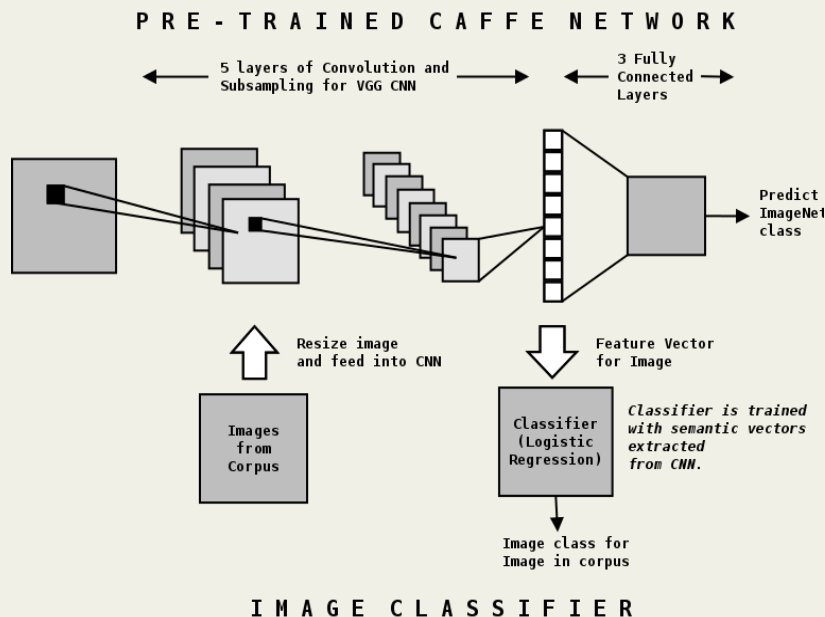 PRE-TRAINED CAFFE NETWORK
5 layers of Convolution and
Subsampling for VGG CNN
3 Fully
Connected
Layers
Predict
ImageNet
class
Resize image
and feed into CNN
Feature Vector
for Image
Images
from
Corpus
Classifier
(Logistic
Regression)
Classifier is trained
with semantic vectors
extracted
from CNN.
Image class for
Image in corpus
IMAGE CLASSIFIER